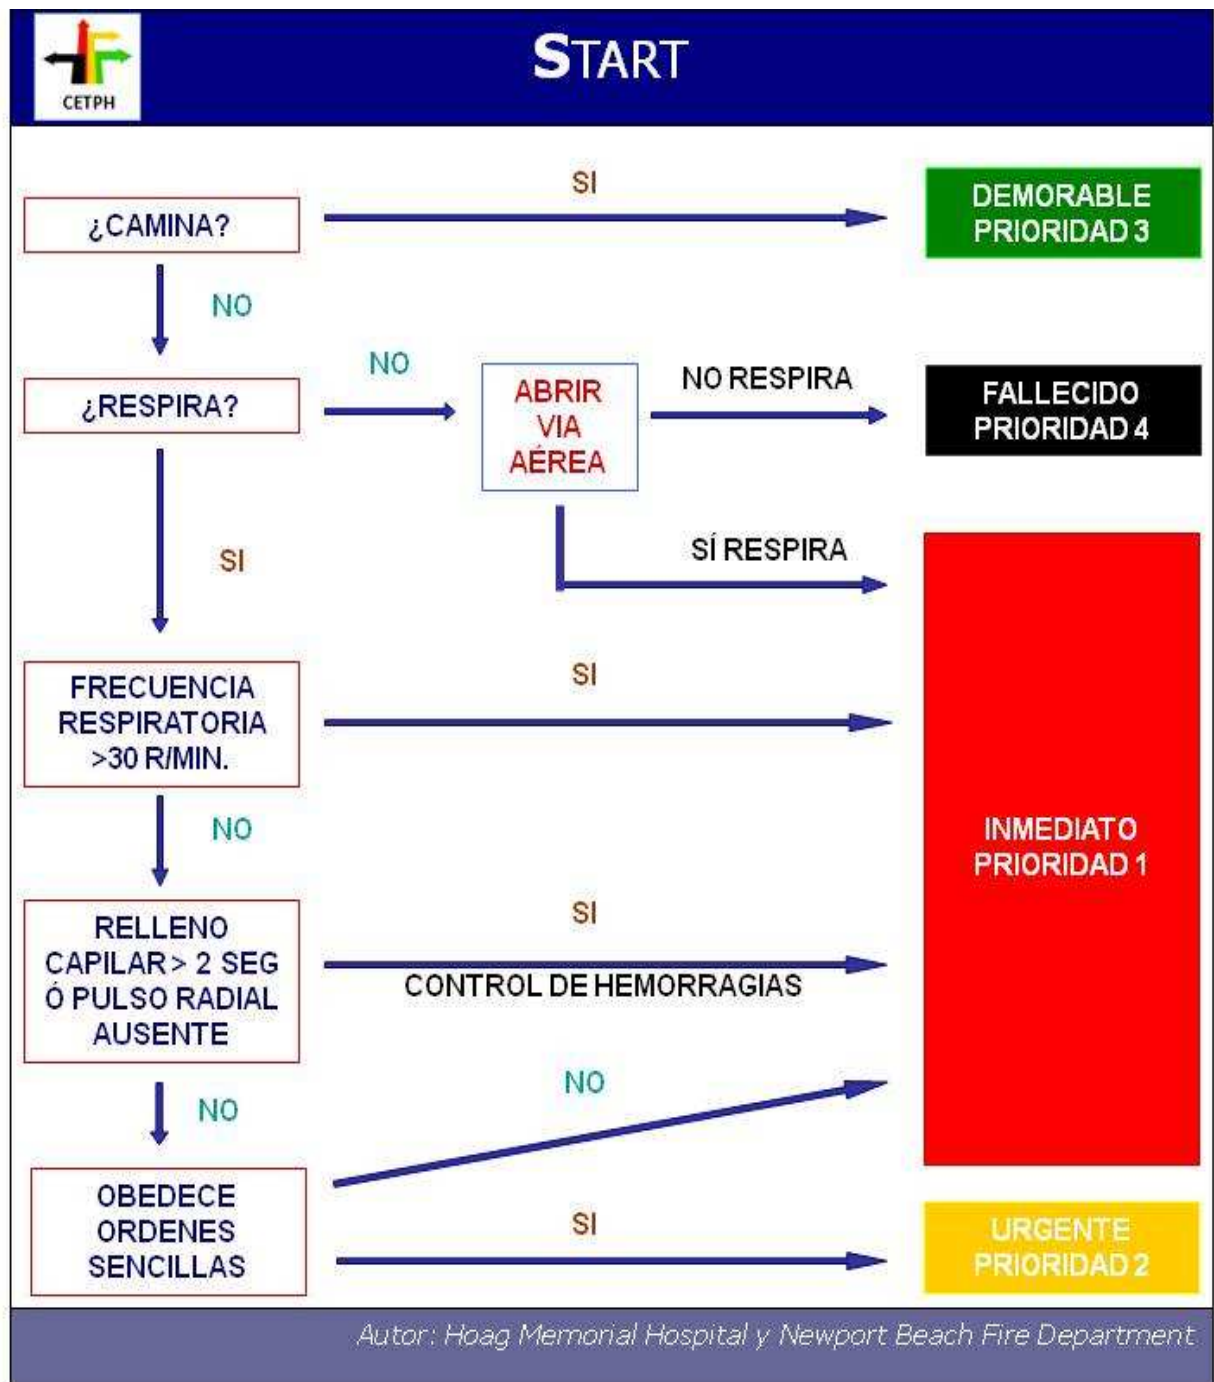 CETPH
START
¿CAMINA?
SI
DEMORABLE
PRIORIDAD 3
NO
¿RESPIRA?
NO
ABRIR
VIA
AÉREA
NO RESPIRA
FALLECIDO
PRIORIDAD 4
SÍ RESPIRA
SI
FRECUENCIA
RESPIRATORIA
>30 R/MIN.
SI
INMEDIATO
PRIORIDAD 1
NO
RELLENO
CAPILAR > 2 SEG
Ó PULSO RADIAL
AUSENTE
SI
CONTROL DE HEMORRAGIAS
NO
NO
OBEDECE
ORDENES
SENCILLAS
SI
URGENTE
PRIORIDAD 2
Autor: Hoag Memorial Hospital y Newport Beach Fire Department